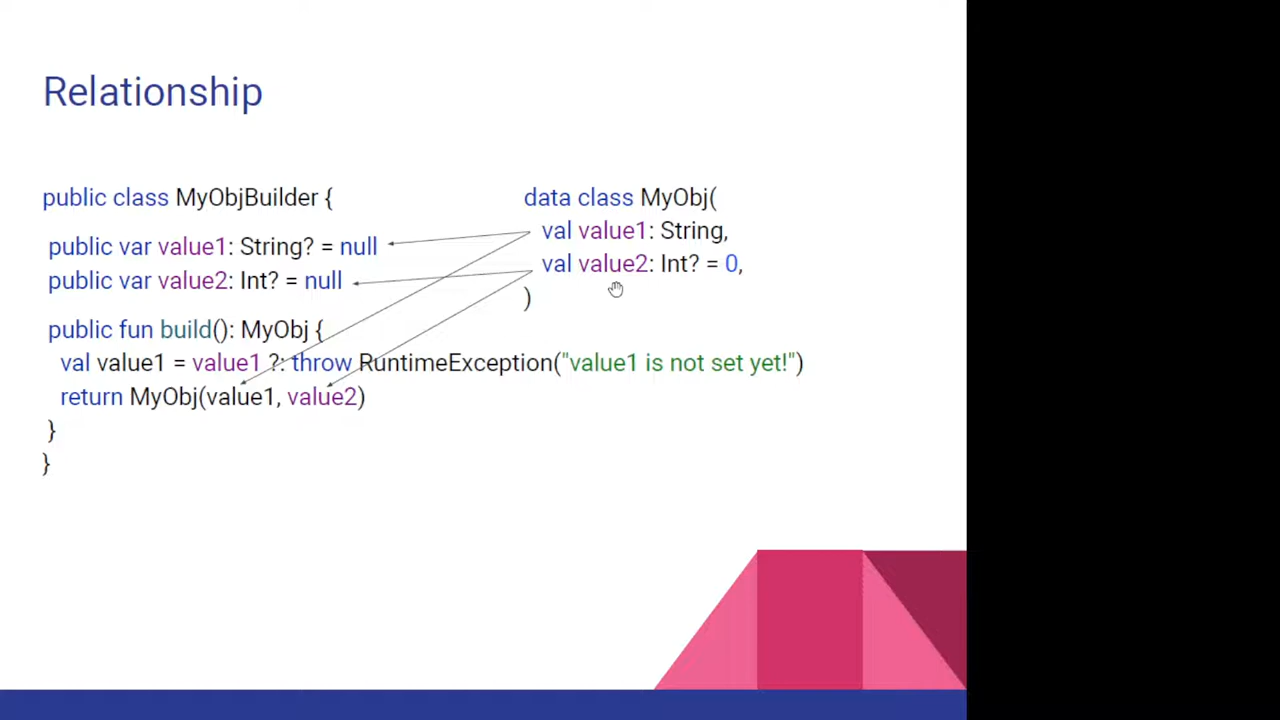 Relationship
public class MyObjBuilder {
public var value1: String? = null
public var value2: Int? = null
public fun build(): MyObj {
val value1 = value1 ?: throw RuntimeException("value1 is not set yet!")
return MyObj(value1, value2)
}
}
data class MyObj(
val value1: String,
val value2: Int? = 0,
)